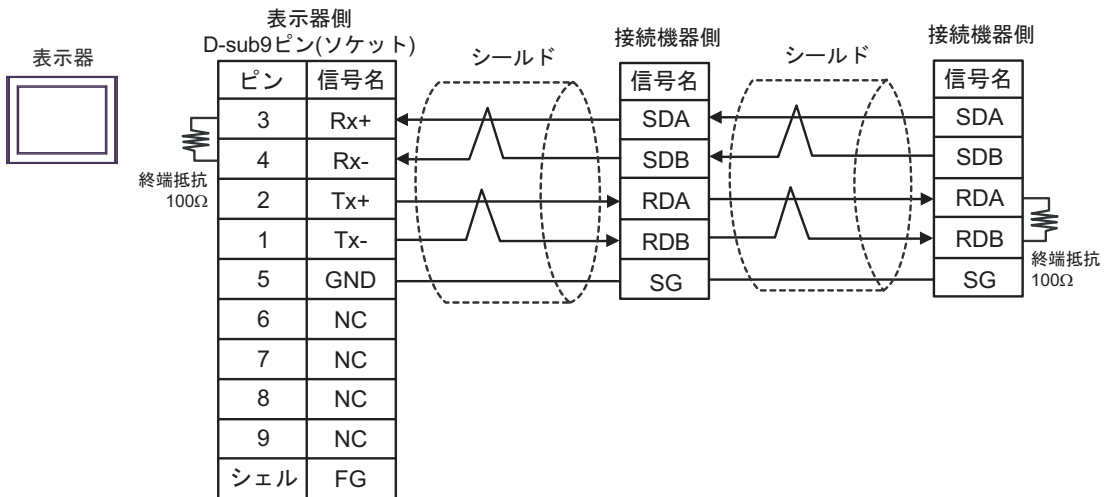 表示器
表示器側
D-sub9ピン(ソケット)
ピン 信号名
3 Rx+
4 Rx-
2 Tx+
1 Tx-
5 GND
6 NC
7 NC
8 NC
9 NC
シェル FG
終端抵抗
100Ω
シールド
接続機器側
信号名
SDA
SDB
RDA
RDB
SG
シールド
接続機器側
信号名
SDA
SDB
RDA
RDB
SG
終端抵抗
100Ω